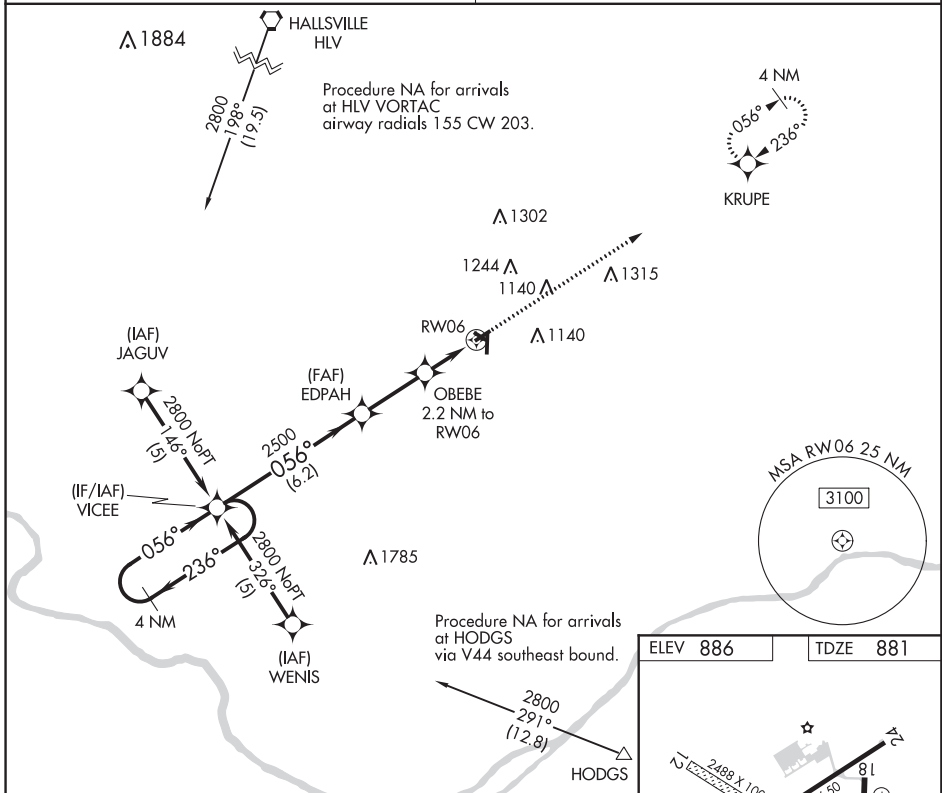 1884
HALLSVILLE
HLV
2800
198°
(19.5)
Procedure NA for arrivals
at HLV VORTAC
airway radials 155 CW 203.
4 NM
056°
236°
KRUPE
1302
1244
1140
1315
RW06
1140
(IAF)
JAGUV
2800 NoPT
146°
(5)
(FAF)
EDPAH
OBEBE
2.2 NM to
RW06
2500
056°
(6.2)
(IF/IAF)
VICEE
056°
236°
4 NM
2800 NoPT
326°
(5)
(IAF)
WENIS
1785
MSA RW06 25 NM
3100
Procedure NA for arrivals
at HODGS
via V44 southeast bound.
2800
291°
(12.8)
HODGS
ELEV 886
TDZE 881
24
18
12
2488 X 100